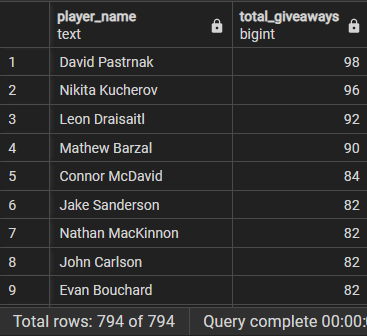 player_name total_giveaways
text bigint
1 David Pastrnak 98
2 Nikita Kucherov 96
3 Leon Draisaitl 92
4 Mathew Barzal 90
5 Connor McDavid 84
6 Jake Sanderson 82
7 Nathan MacKinnon 82
8 John Carlson 82
9 Evan Bouchard 82
Total rows: 794 of 794 Query complete 00:00: